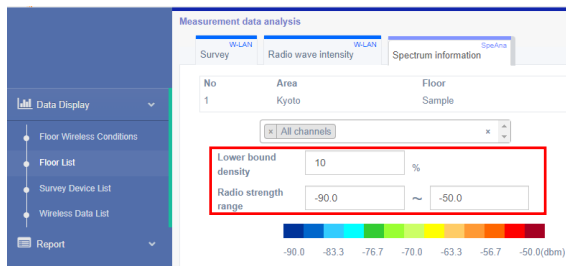 Measurement data analysis
W-LAN
Survey
W-LAN
Radio wave intensity
SpeAna
Spectrum information
No Area Floor
1 Kyoto Sample
Data Display
Floor Wireless Conditions
Floor List
Survey Device List
Wireless Data List
Report
× All channels ×
Lower bound density 10 %
Radio strength range -90.0 ~ -50.0
-90.0 -83.3 -76.7 -70.0 -63.3 -56.7 -50.0(dbm)